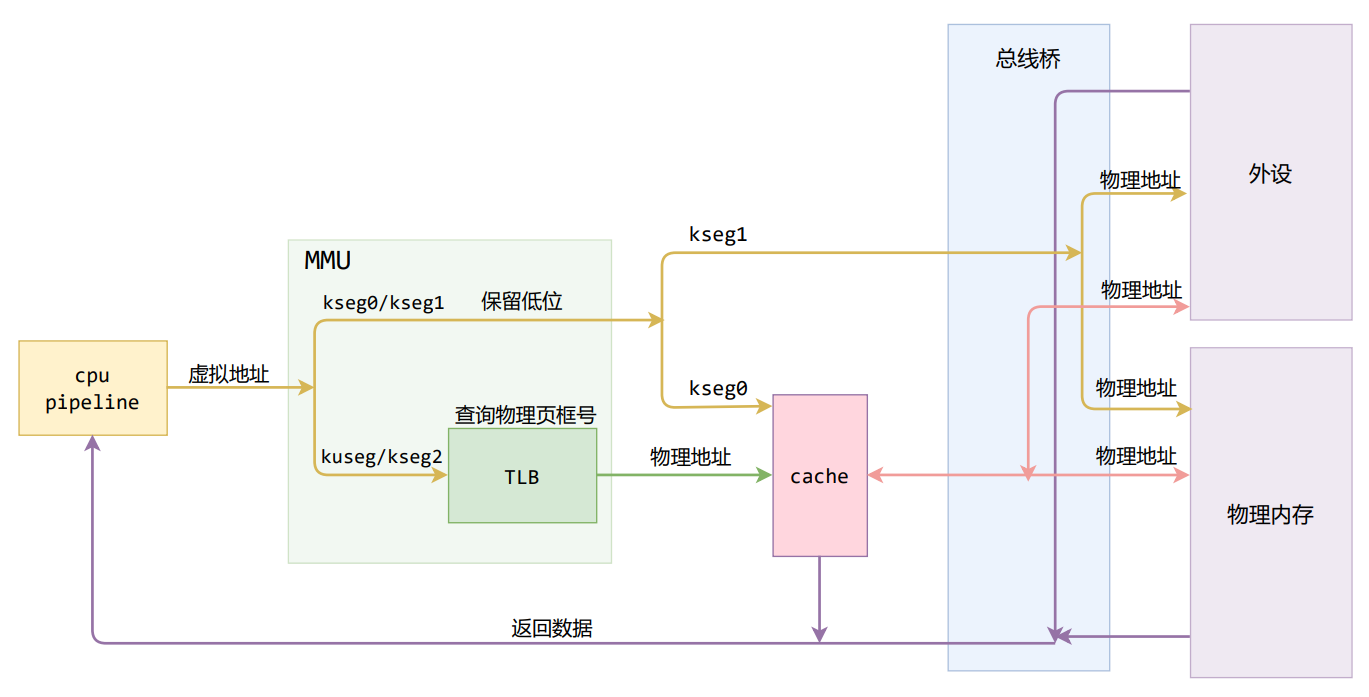 总线桥
外设
物理地址
kseg1
MMU
物理地址
kseg0/kseg1
保留低位
cpu
pipeline
虚拟地址
kseg0
物理地址
查询物理页框号
kuseg/kseg2
TLB
物理地址
cache
物理地址
物理内存
返回数据